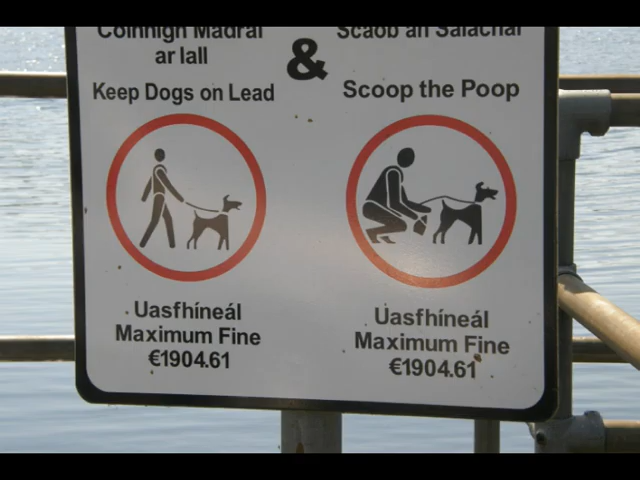 Coinnigh Madraí
ar iall
Keep Dogs on Lead
&
Scaob an Salachar
Scoop the Poop
Uasfhíneál
Maximum Fine
€1904.61
Uasfhíneál
Maximum Fine
€1904.61